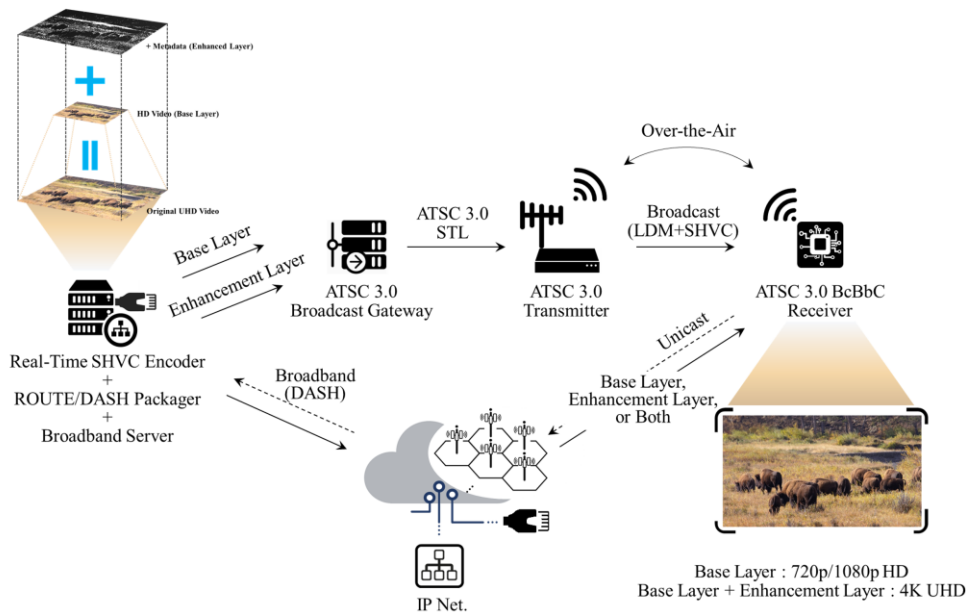 + Metadata (Enhanced Layer)
HD Video (Base Layer)
Original UHD Video
Over-the-Air
Base Layer
Enhancement Layer
ATSC 3.0
STL
Broadcast
(LDM+SHVC)
ATSC 3.0
Broadcast Gateway
ATSC 3.0
Transmitter
ATSC 3.0 BcBbC
Receiver
Real-Time SHVC Encoder
+
ROUTE/DASH Packager
+
Broadband Server
Broadband
(DASH)
Unicast
Base Layer,
Enhancement Layer,
or Both
IP Net.
Base Layer : 720p/1080p HD
Base Layer + Enhancement Layer : 4K UHD